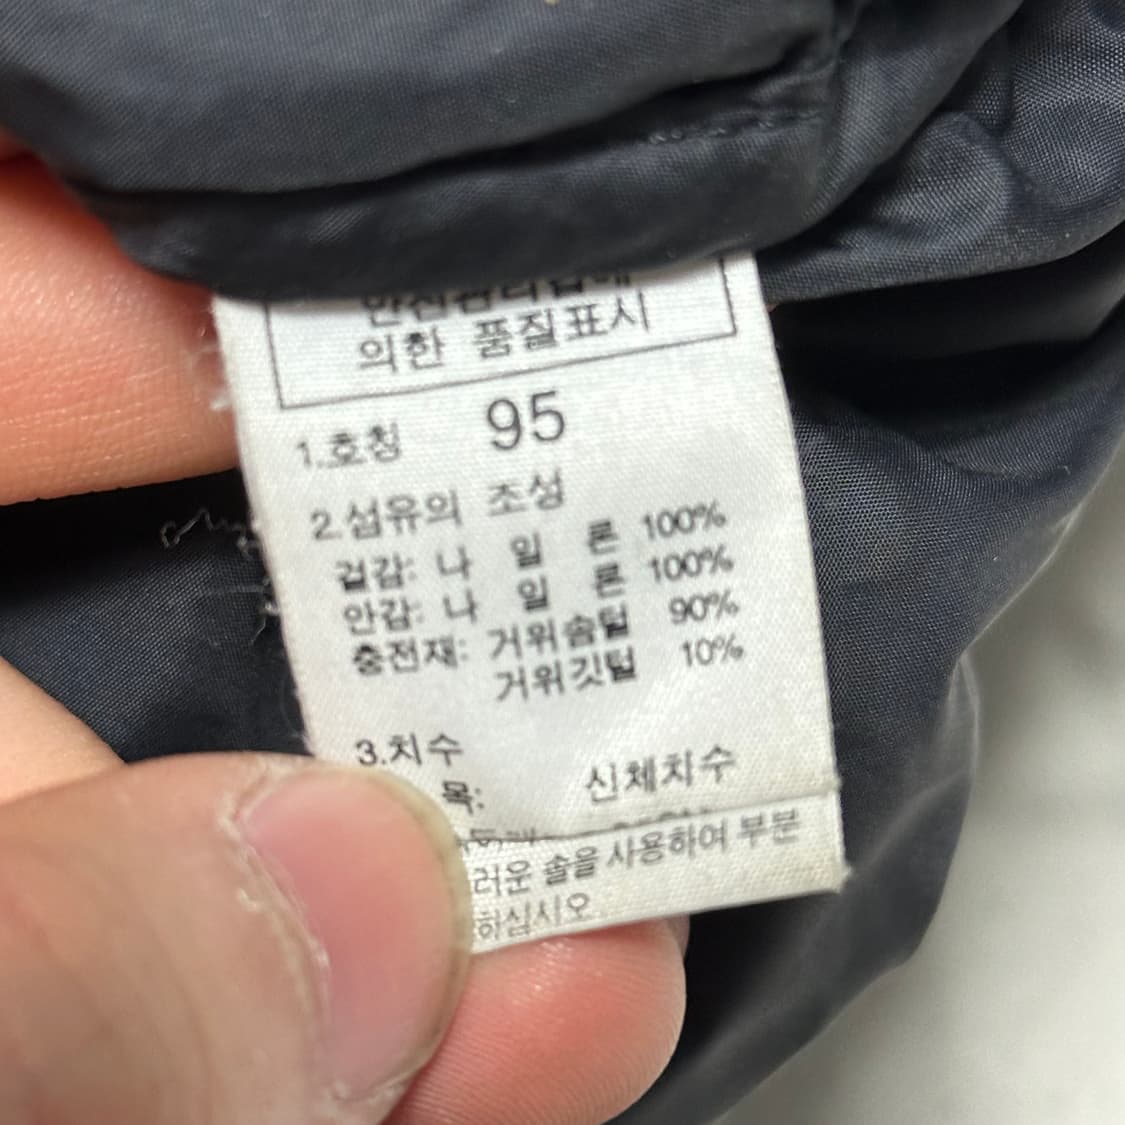 의한 품질표시
1.호칭 95
2.섬유의 조성
겉감: 나 일 론 100%
안감: 나 일 론 100%
충전재: 거위솜털 90%
거위깃털 10%
3.치수
목: 신체치수
러운 솔을 사용하여 부분
하십시오